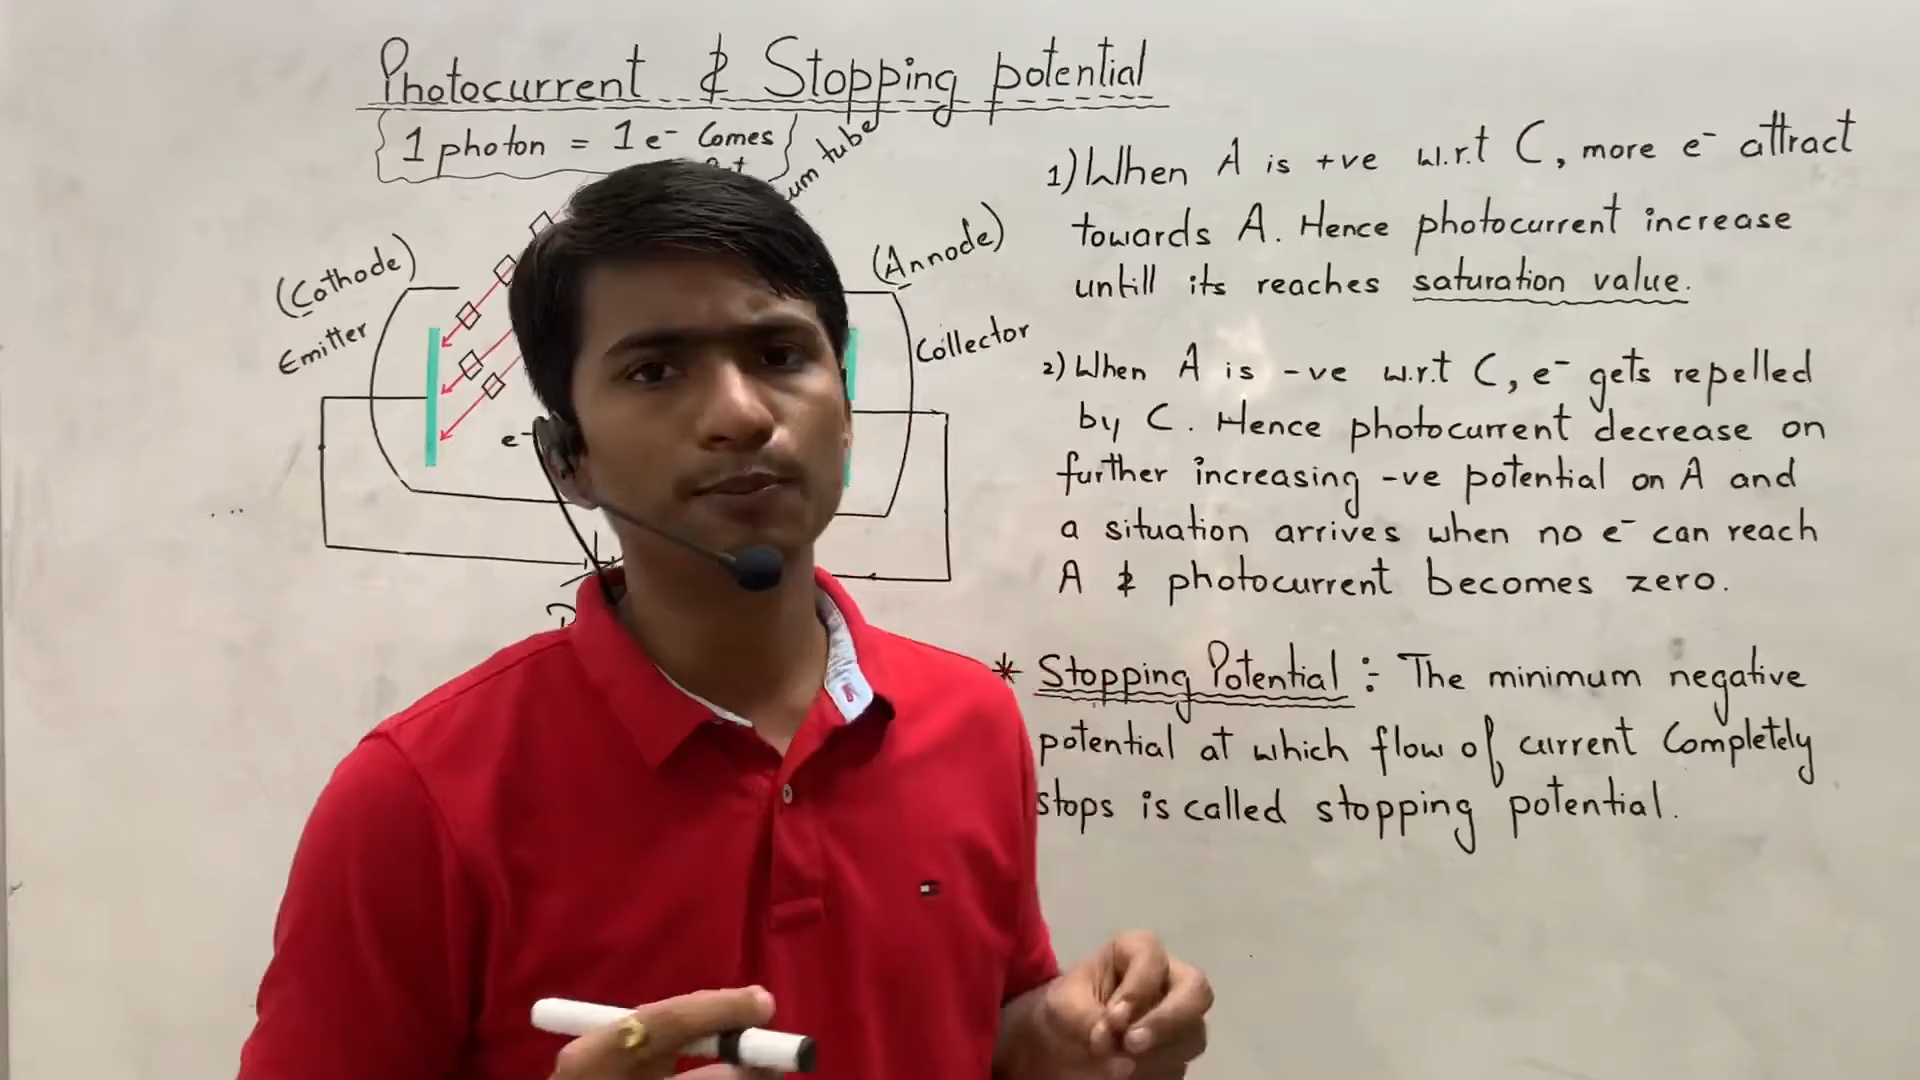 Photocurrent & Stopping potential
{1 photon = 1 e⁻ Comes}
(Cathode)
Emitter
e⁻
tube
(Annode)
Collector
1) When A is +ve w.r.t C, more e⁻ attract
towards A. Hence photocurrent increase
untill its reaches saturation value.
2) When A is -ve w.r.t C, e⁻ gets repelled
by C. Hence photocurrent decrease on
further increasing -ve potential on A and
a situation arrives when no e⁻ can reach
A & photocurrent becomes zero.
* Stopping Potential : The minimum negative
potential at which flow of current Completely
stops is called stopping potential.